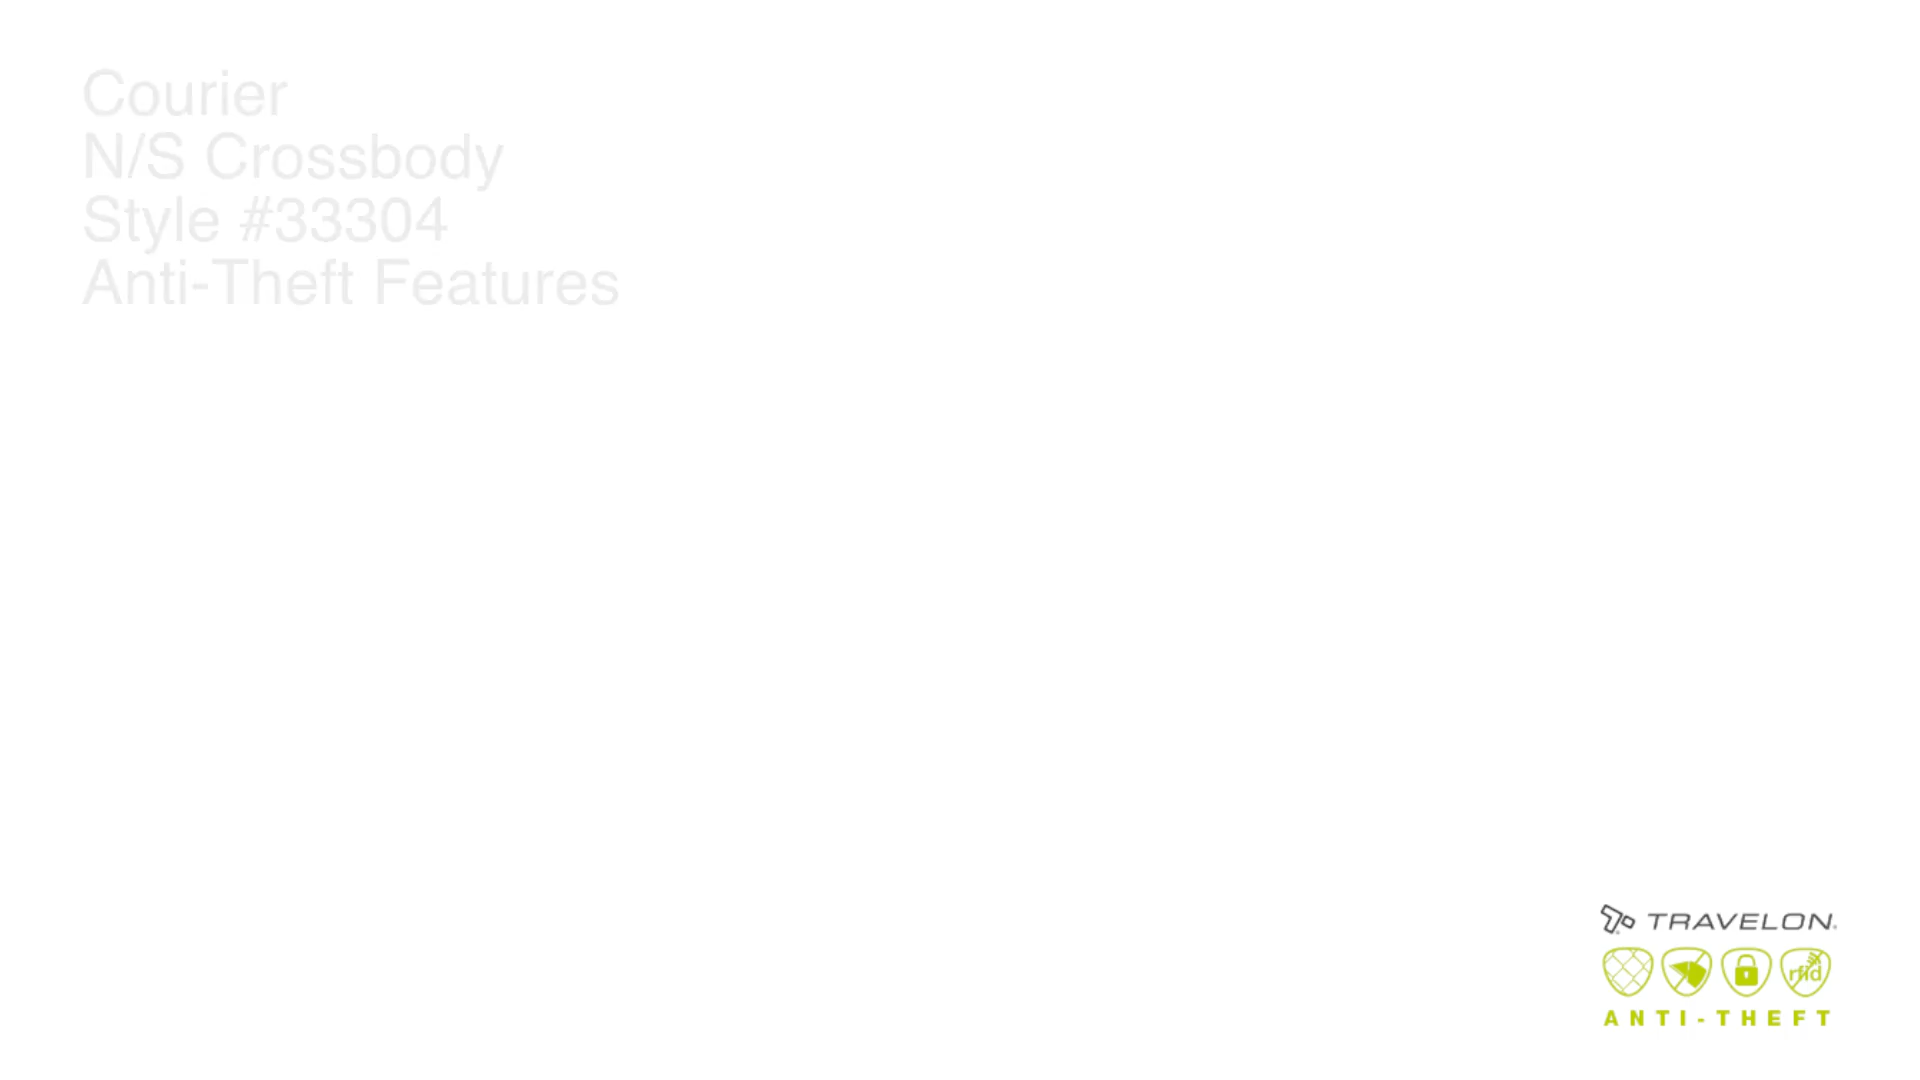 Courier
N/S Crossbody
Style #33304
Anti-Theft Features
TRAVELON
rfid
ANTI-THEFT